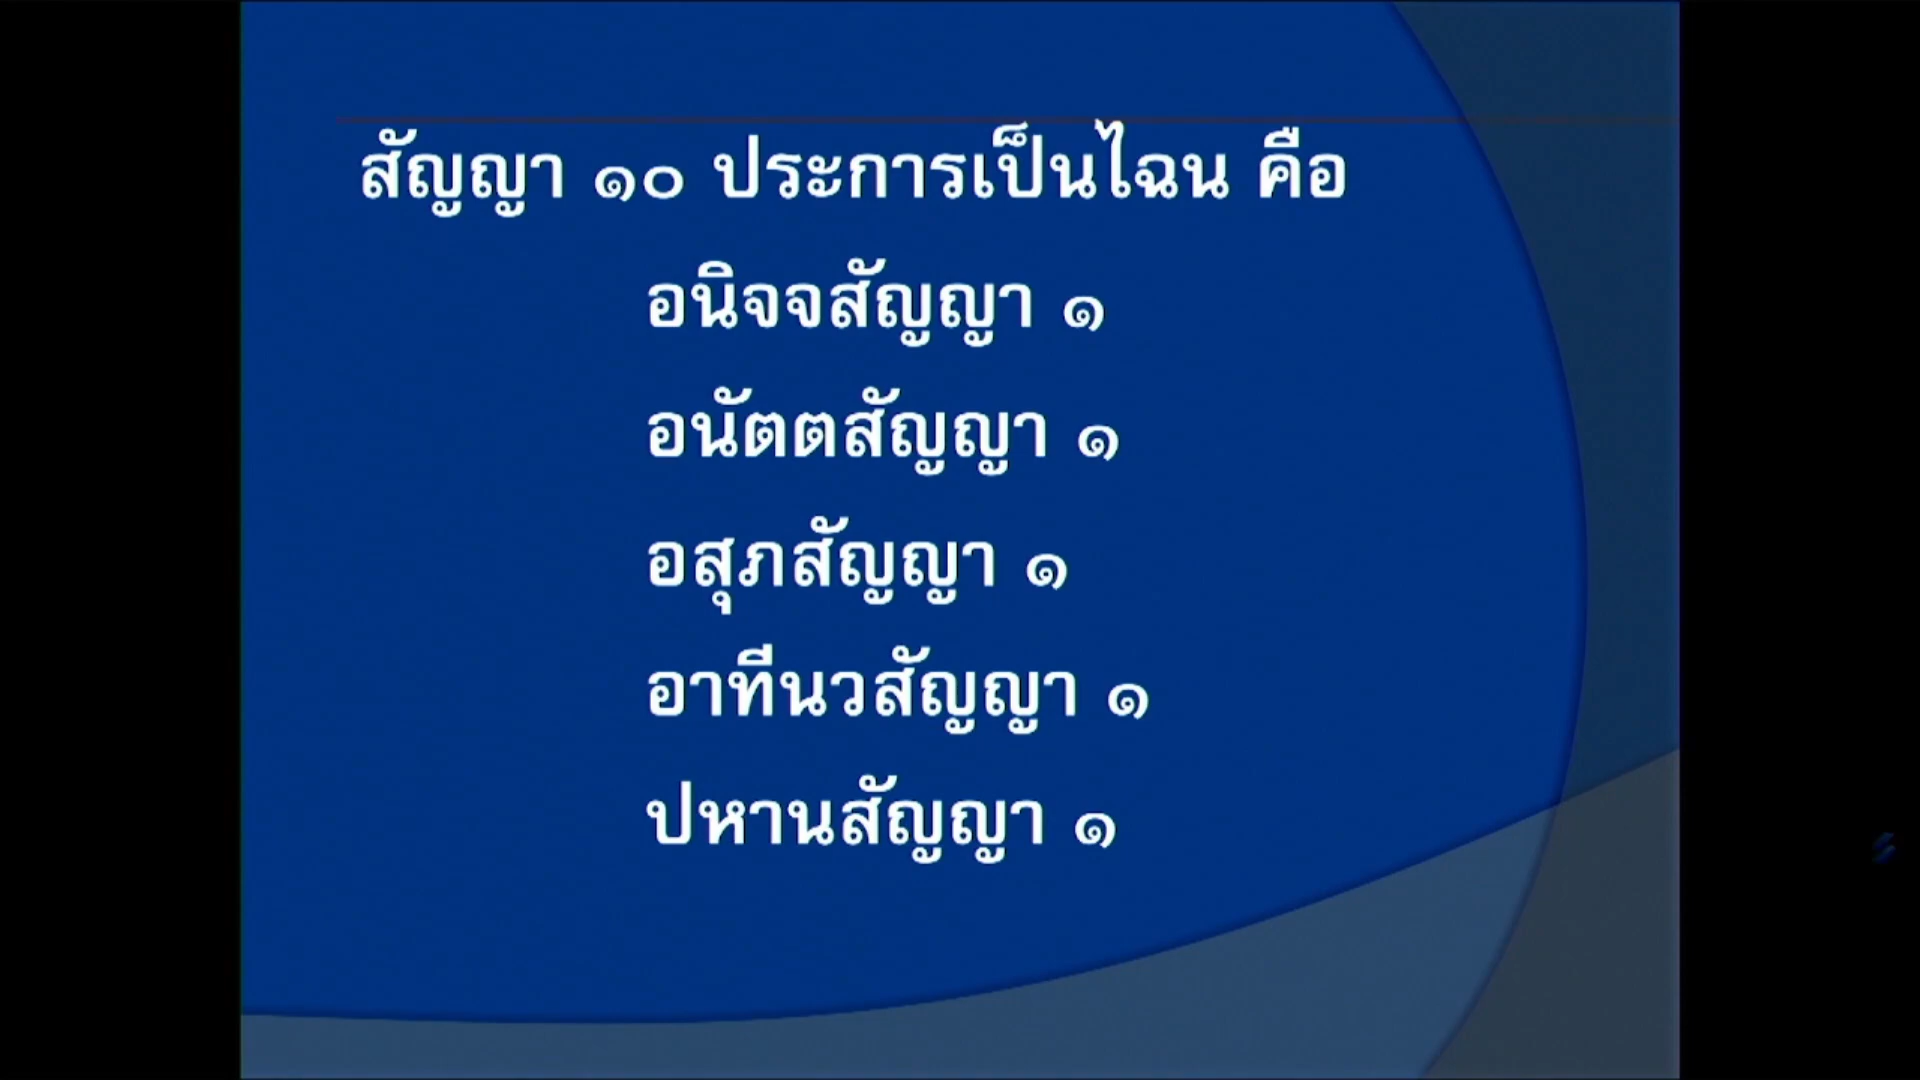 สัญญา ๑๐ ประการเป็นไฉน คือ
อนิจจสัญญา ๑
อนัตตสัญญา ๑
อสุภสัญญา ๑
อาทีนวสัญญา ๑
ปหานสัญญา ๑